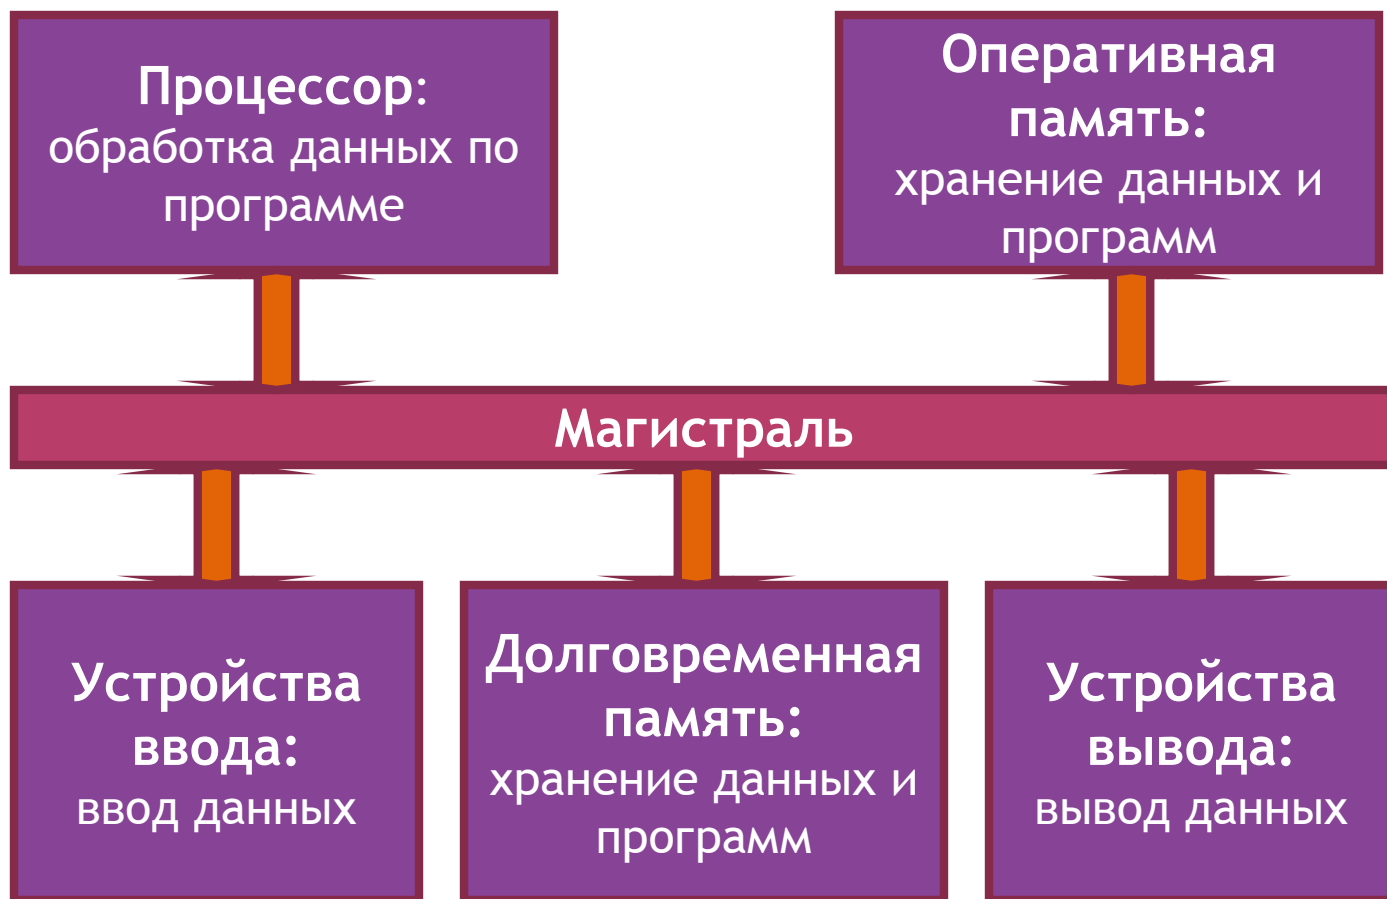 Процессор:
обработка данных по
программе
Оперативная
память:
хранение данных и
программ
Магистраль
Устройства
ввода:
ввод данных
Долговременная
память:
хранение данных и
программ
Устройства
вывода:
вывод данных